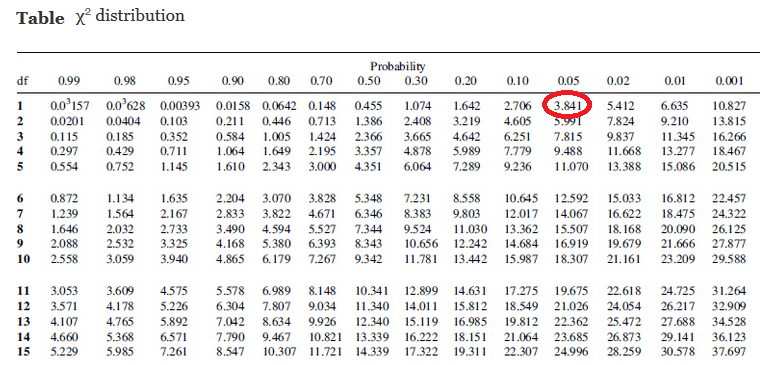 Table χ² distribution
Probability
df 0.99 0.98 0.95 0.90 0.80 0.70 0.50 0.30 0.20 0.10 0.05 0.02 0.01 0.001
1 0.0³157 0.0³628 0.00393 0.0158 0.0642 0.148 0.455 1.074 1.642 2.706 3.841 5.412 6.635 10.827
2 0.0201 0.0404 0.103 0.211 0.446 0.713 1.386 2.408 3.219 4.605 5.991 7.824 9.210 13.815
3 0.115 0.185 0.352 0.584 1.005 1.424 2.366 3.665 4.642 6.251 7.815 9.837 11.345 16.266
4 0.297 0.429 0.711 1.064 1.649 2.195 3.357 4.878 5.989 7.779 9.488 11.668 13.277 18.467
5 0.554 0.752 1.145 1.610 2.343 3.000 4.351 6.064 7.289 9.236 11.070 13.388 15.086 20.515
6 0.872 1.134 1.635 2.204 3.070 3.828 5.348 7.231 8.558 10.645 12.592 15.033 16.812 22.457
7 1.239 1.564 2.167 2.833 3.822 4.671 6.346 8.383 9.803 12.017 14.067 16.622 18.475 24.322
8 1.646 2.032 2.733 3.490 4.594 5.527 7.344 9.524 11.030 13.362 15.507 18.168 20.090 26.125
9 2.088 2.532 3.325 4.168 5.380 6.393 8.343 10.656 12.242 14.684 16.919 19.679 21.666 27.877
10 2.558 3.059 3.940 4.865 6.179 7.267 9.342 11.781 13.442 15.987 18.307 21.161 23.209 29.588
11 3.053 3.609 4.575 5.578 6.989 8.148 10.341 12.899 14.631 17.275 19.675 22.618 24.725 31.264
12 3.571 4.178 5.226 6.304 7.807 9.034 11.340 14.011 15.812 18.549 21.026 24.054 26.217 32.909
13 4.107 4.765 5.892 7.042 8.634 9.926 12.340 15.119 16.985 19.812 22.362 25.472 27.688 34.528
14 4.660 5.368 6.571 7.790 9.467 10.821 13.339 16.222 18.151 21.064 23.685 26.873 29.141 36.123
15 5.229 5.985 7.261 8.547 10.307 11.721 14.339 17.322 19.311 22.307 24.996 28.259 30.578 37.697